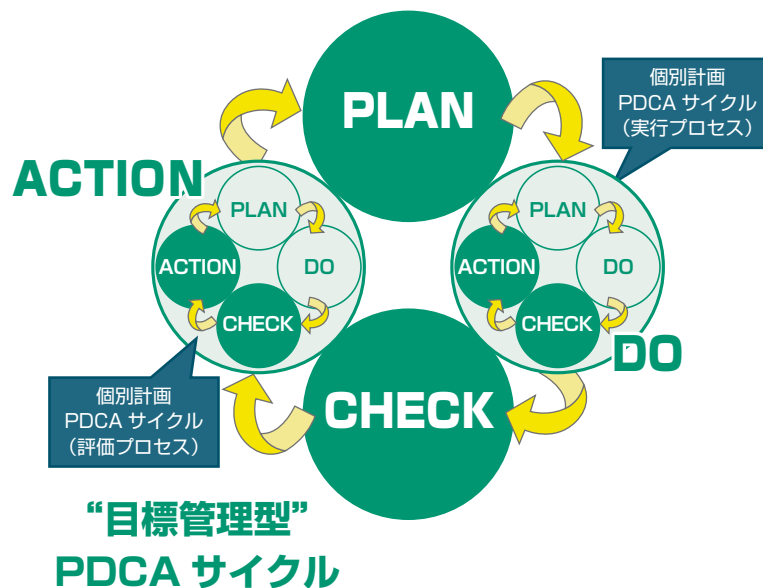 PLAN
個別計画
PDCA サイクル
（実行プロセス）
ACTION
PLAN
ACTION
DO
CHECK
PLAN
ACTION
DO
CHECK
DO
個別計画
PDCA サイクル
（評価プロセス）
CHECK
“目標管理型”
PDCA サイクル